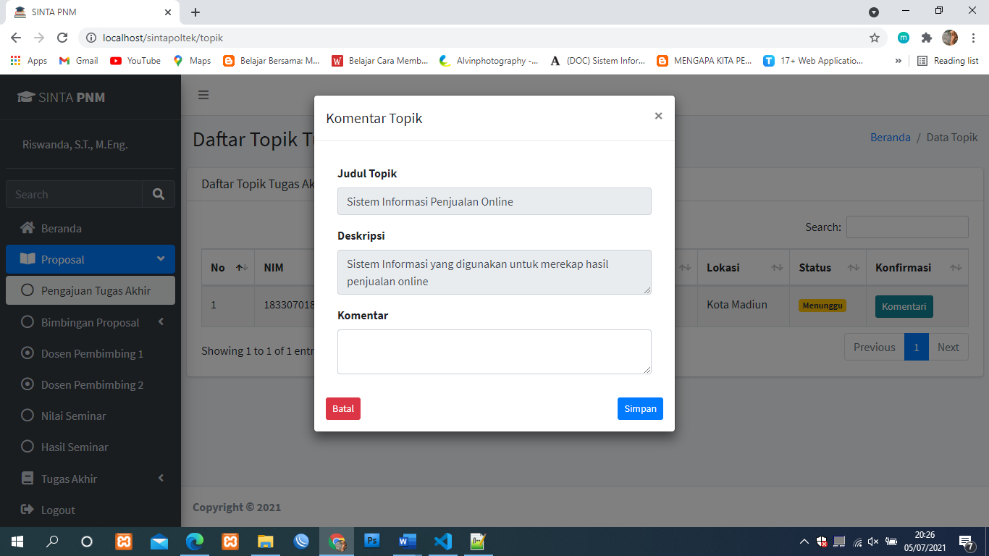 SINTA PNM
localhost/sintapoltek/topik
Apps
Gmail
YouTube
Maps
Belajar Bersama: M...
Belajar Cara Memb...
Alvinphotography -...
(DOC) Sistem Infor...
MENGAPA KITA PE...
17+ Web Applicatio...
Reading list
SINTA PNM
Riswanda, S.T., M.Eng.
Search
Beranda
Proposal
Pengajuan Tugas Akhir
Bimbingan Proposal
Dosen Pembimbing 1
Dosen Pembimbing 2
Nilai Seminar
Hasil Seminar
Tugas Akhir
Logout
Daftar Topik T
Beranda / Data Topik
Daftar Topik Tugas Ak
Search:
No
NIM
Lokasi
Status
Konfirmasi
1
183307018
Kota Madiun
Menunggu
Komentari
Showing 1 to 1 of 1 entr
Previous
1
Next
Komentar Topik
×
Judul Topik
Sistem Informasi Penjualan Online
Deskripsi
Sistem Informasi yang digunakan untuk merekap hasil
penjualan online
Komentar
Batal
Simpan
Copyright © 2021
20:26
05/07/2021
7